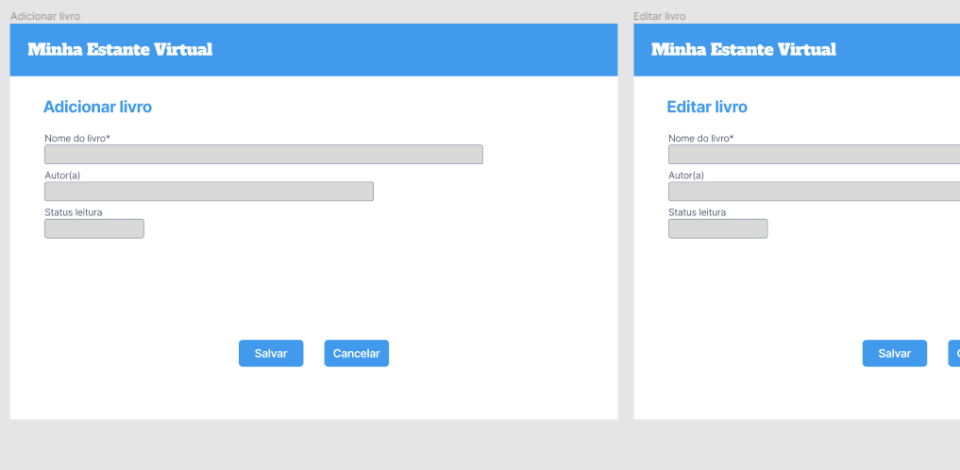 Adicionar livro
Minha Estante Virtual
Adicionar livro
Nome do livro*
Autor(a)
Status leitura
Salvar
Cancelar
Editar livro
Minha Estante Virtual
Editar livro
Nome do livro*
Autor(a)
Status leitura
Salvar